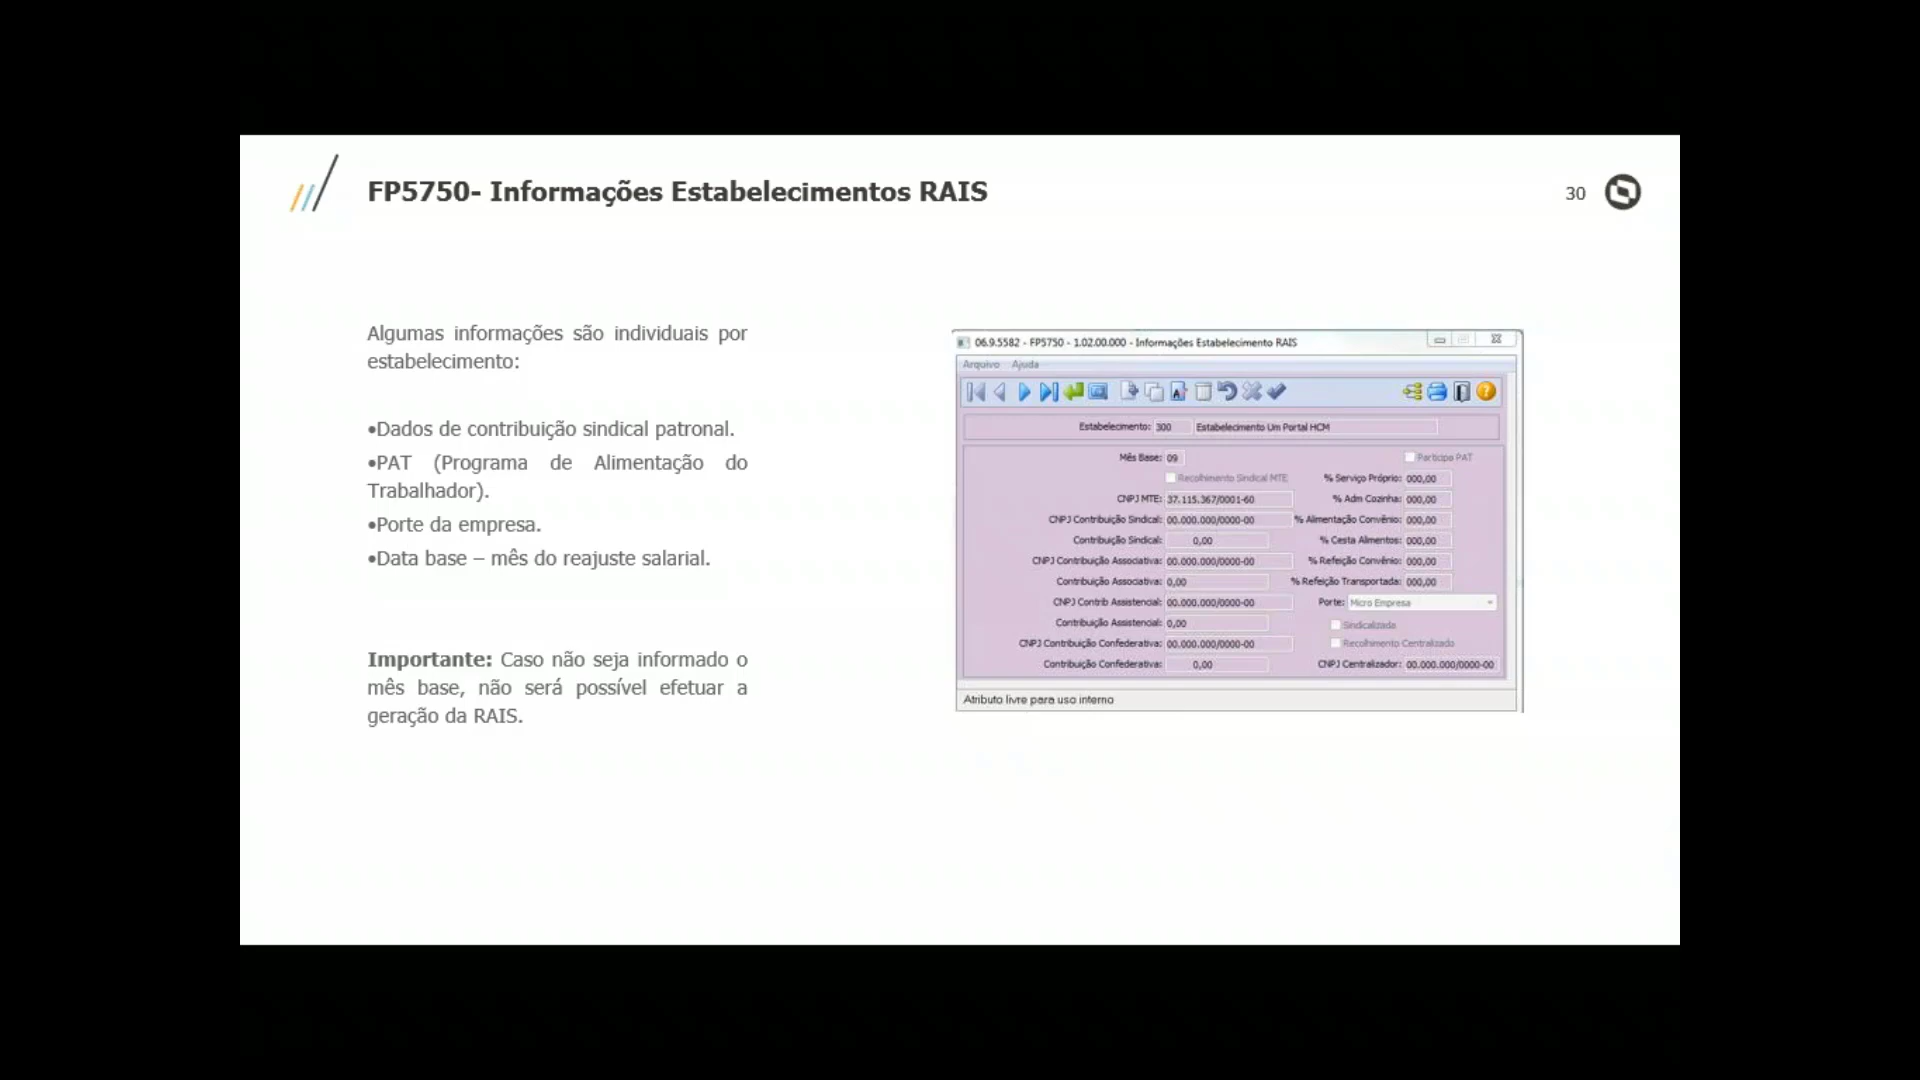 FP5750- Informações Estabelecimentos RAIS
30
Algumas informações são individuais por
estabelecimento:
•Dados de contribuição sindical patronal.
•PAT (Programa de Alimentação do
Trabalhador).
•Porte da empresa.
•Data base – mês do reajuste salarial.
Importante: Caso não seja informado o
mês base, não será possível efetuar a
geração da RAIS.
06.9.5582 - FP5750 - 1.02.00.000 - Informações Estabelecimento RAIS
Arquivo Ajuda
Estabelecimento: 300 Estabelecimento Um Portal HCM
Mês Base: 09
Participa PAT
Recolhimento Sindical MTE
% Serviço Próprio: 000,00
CNPJ MTE: 37.115.367/0001-60
% Adm Cozinha: 000,00
CNPJ Contribuição Sindical: 00.000.000/0000-00
% Alimentação Convênio: 000,00
Contribuição Sindical: 0,00
% Cesta Alimentos: 000,00
CNPJ Contribuição Associativa: 00.000.000/0000-00
% Refeição Convênio: 000,00
Contribuição Associativa: 0,00
% Refeição Transportada: 000,00
CNPJ Contrib Assistencial: 00.000.000/0000-00
Porte: Micro Empresa
Contribuição Assistencial: 0,00
Sindicalizada
CNPJ Contribuição Confederativa: 00.000.000/0000-00
Recolhimento Centralizado
Contribuição Confederativa: 0,00
CNPJ Centralizador: 00.000.000/0000-00
Atributo livre para uso interno